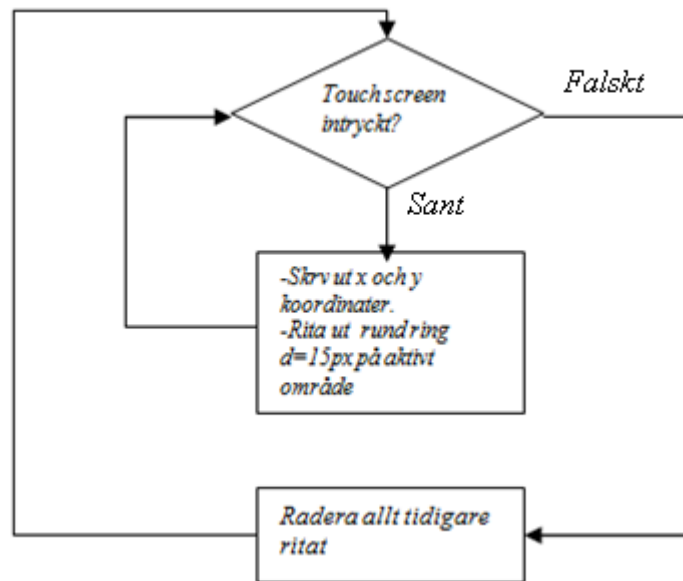 Touch screen
intryckt?
Falskt
Sant
-Skrv ut x och y
koordinater.
-Rita ut rund ring
d=15px på aktivt
område
Radera allt tidigare
ritat